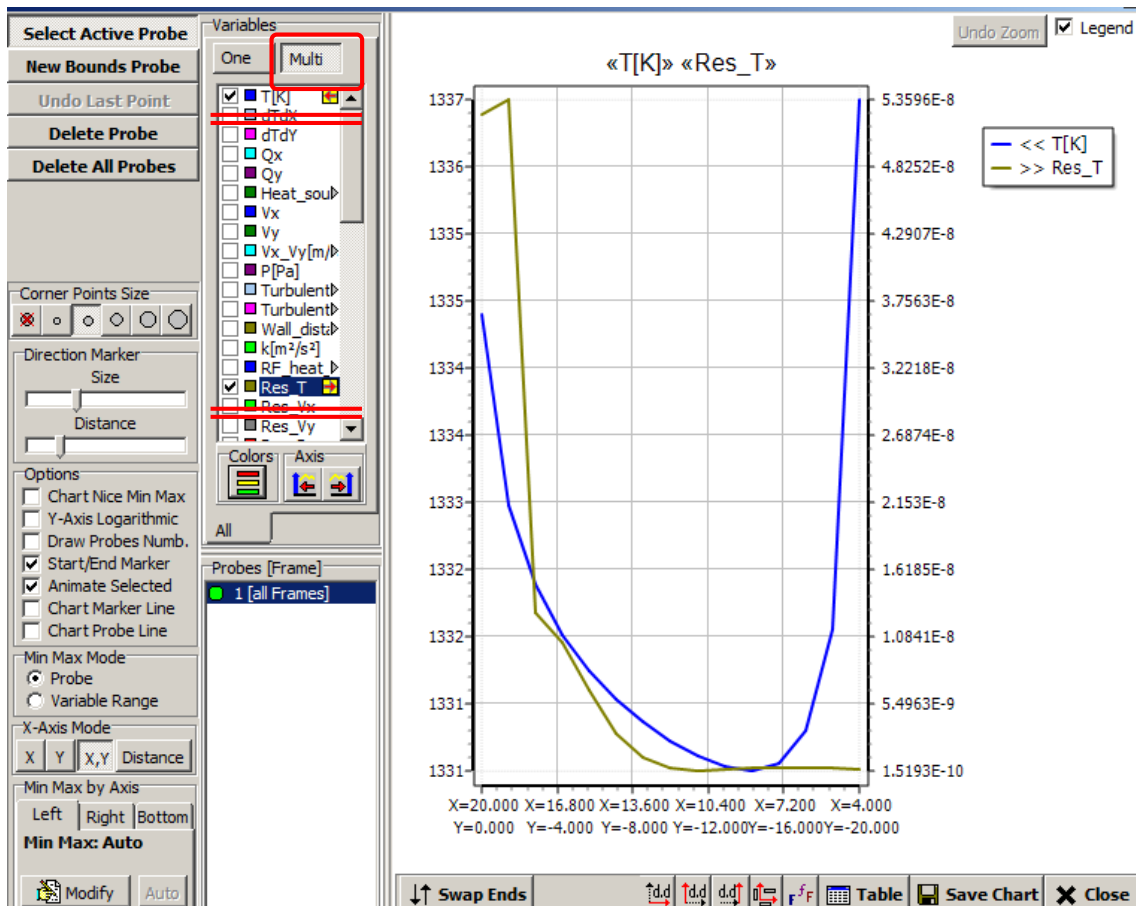 Select Active Probe
New Bounds Probe
Undo Last Point
Delete Probe
Delete All Probes
Corner Points Size
Direction Marker
Size
Distance
Options
Chart Nice Min Max
Y-Axis Logarithmic
Draw Probes Numb.
Start/End Marker
Animate Selected
Chart Marker Line
Chart Probe Line
Min Max Mode
Probe
Variable Range
X-Axis Mode
X Y X,Y Distance
Min Max by Axis
Left Right Bottom
Min Max: Auto
Modify Auto
Variables
One Multi
T[K]
dTdX
dTdY
Qx
Qy
Heat_sou
Vx
Vy
Vx_Vy[m/
P[Pa]
Turbulent
Turbulent
Wall_dista
k[m²/s²]
RF_heat_
Res_T
Res_Vx
Res_Vy
Colors Axis
All
Probes [Frame]
1 [all Frames]
Undo Zoom Legend
«T[K]» «Res_T»
1337 5.3596E-8
1336 4.8252E-8
1335 4.2907E-8
1335 3.7563E-8
1334 3.2218E-8
1334 2.6874E-8
1333 2.153E-8
1332 1.6185E-8
1332 1.0841E-8
1331 5.4963E-9
1331 1.5193E-10
X=20.000 X=16.800 X=13.600 X=10.400 X=7.200 X=4.000
Y=0.000 Y=-4.000 Y=-8.000 Y=-12.000 Y=-16.000 Y=-20.000
<< T[K]
>> Res_T
Swap Ends d.d d.d d.d F f F Table Save Chart Close